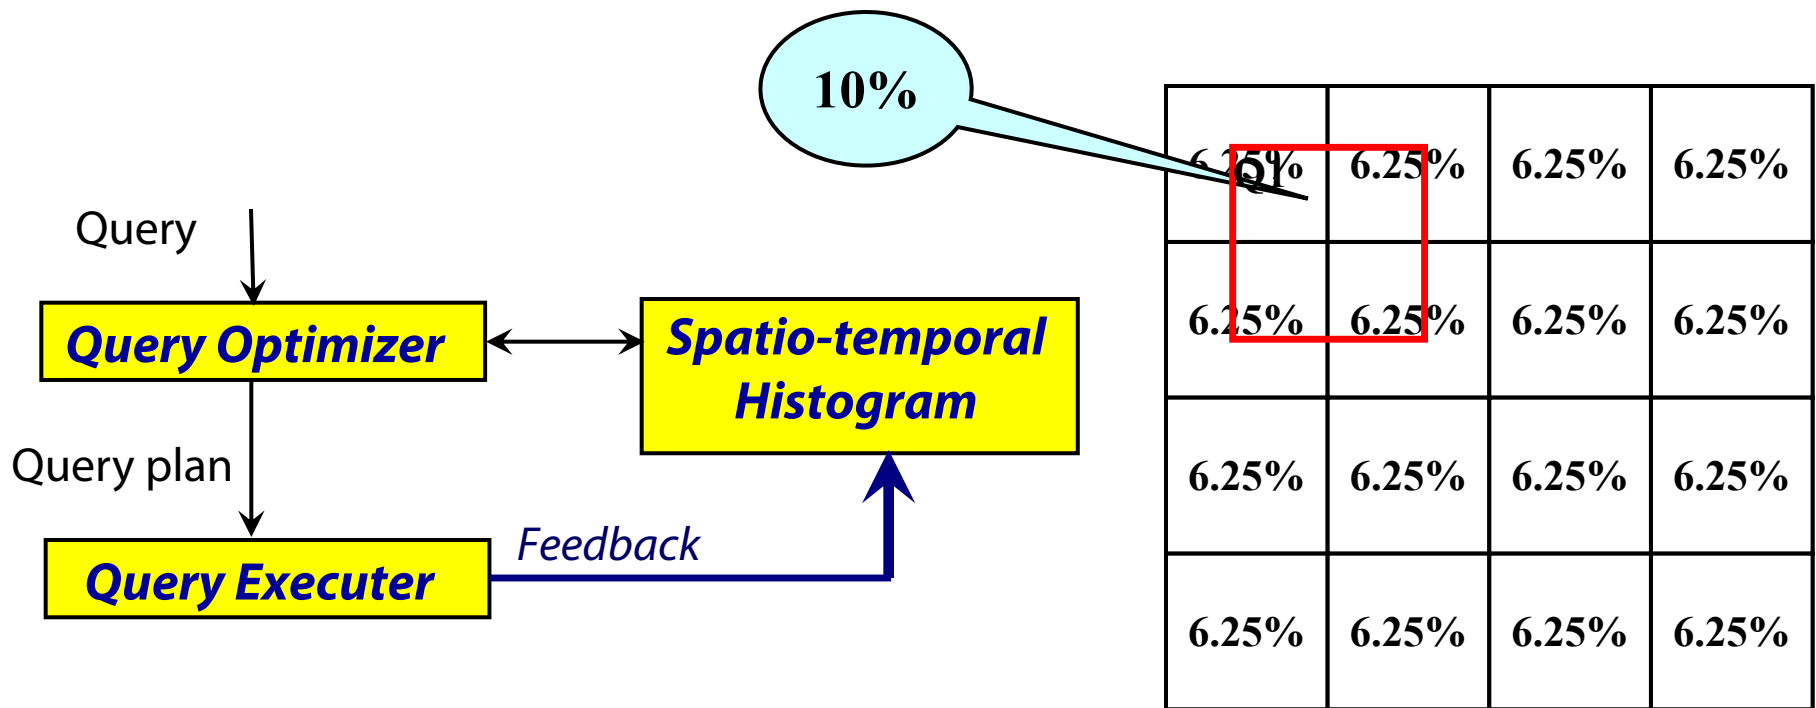 10%
Query
Query Optimizer
Spatio-temporal
Histogram
Query plan
Feedback
Query Executer
6.25% 6.25% 6.25% 6.25%
Q1
6.25% 6.25% 6.25% 6.25%
6.25% 6.25% 6.25% 6.25%
6.25% 6.25% 6.25% 6.25%